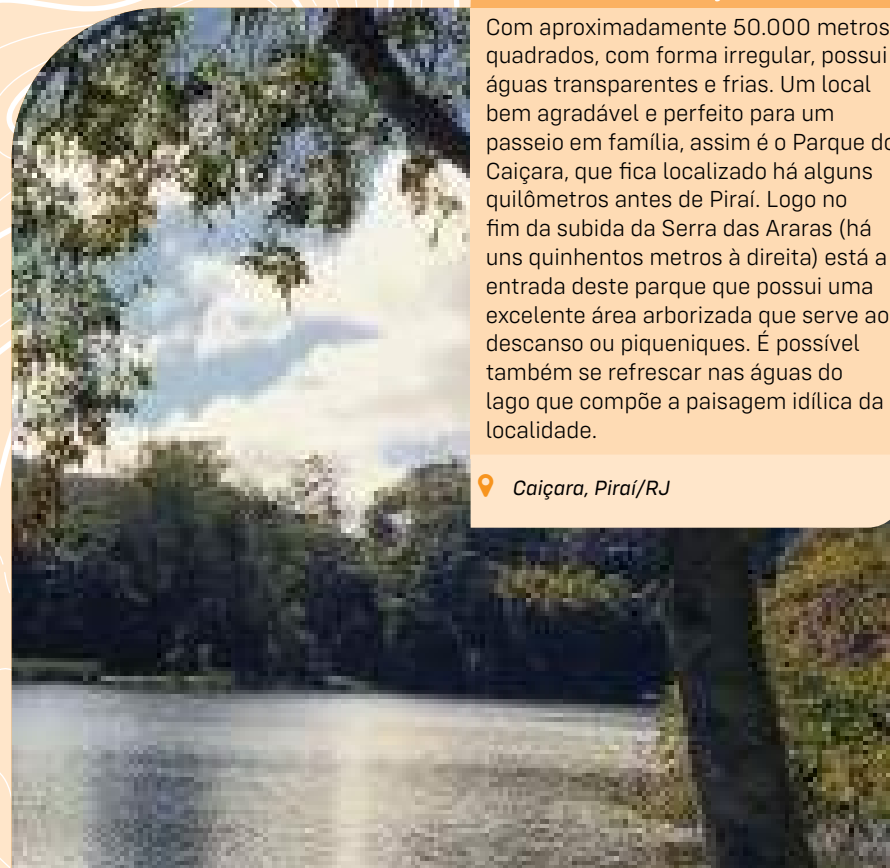 Com aproximadamente 50.000 metros
quadrados, com forma irregular, possui
águas transparentes e frias. Um local
bem agradável e perfeito para um
passeio em família, assim é o Parque do
Caiçara, que fica localizado há alguns
quilômetros antes de Piraí. Logo no
fim da subida da Serra das Araras (há
uns quinhentos metros à direita) está a
entrada deste parque que possui uma
excelente área arborizada que serve ao
descanso ou piqueniques. É possível
também se refrescar nas águas do
lago que compõe a paisagem idílica da
localidade.
Caiçara, Piraí/RJ